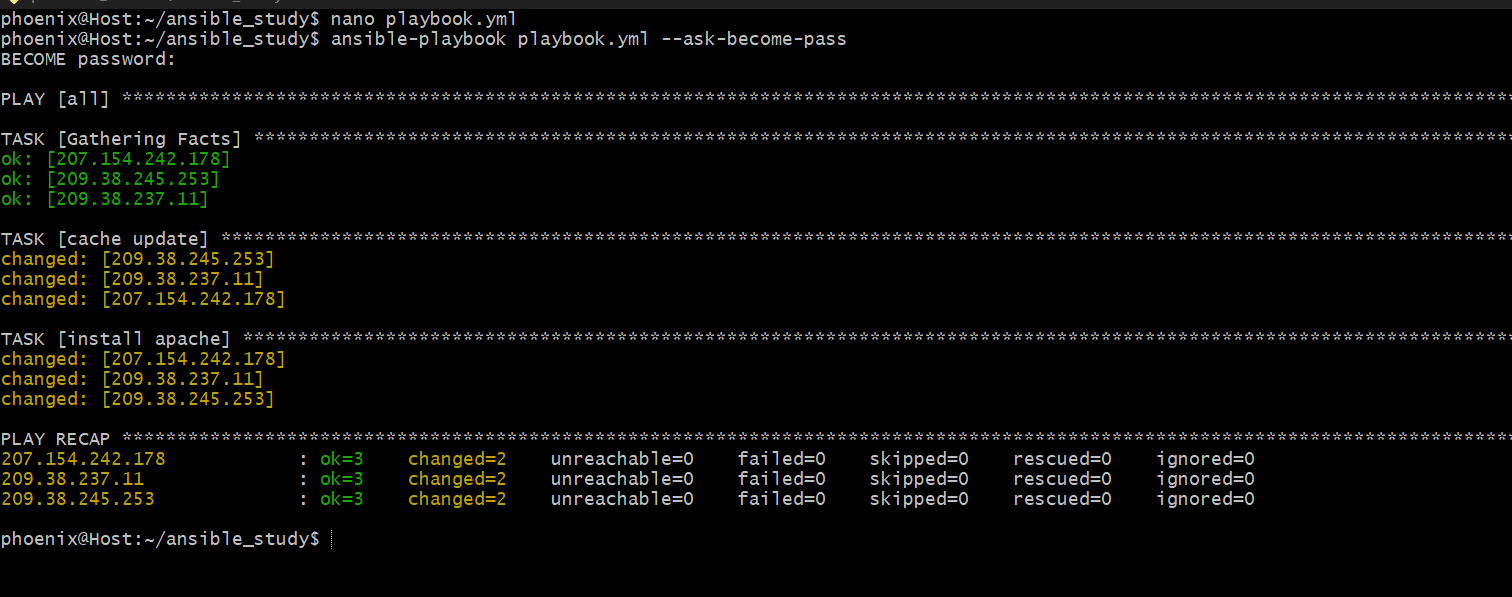 phoenix@Host:~/ansible_study$ nano playbook.yml
phoenix@Host:~/ansible_study$ ansible-playbook playbook.yml --ask-become-pass
BECOME password:
PLAY [all] ******************************************************************************************************************************
TASK [Gathering Facts] ******************************************************************************************************************
ok: [207.154.242.178]
ok: [209.38.245.253]
ok: [209.38.237.11]
TASK [cache update] *********************************************************************************************************************
changed: [209.38.245.253]
changed: [209.38.237.11]
changed: [207.154.242.178]
TASK [install apache] *******************************************************************************************************************
changed: [207.154.242.178]
changed: [209.38.237.11]
changed: [209.38.245.253]
PLAY RECAP ******************************************************************************************************************************
207.154.242.178 : ok=3 changed=2 unreachable=0 failed=0 skipped=0 rescued=0 ignored=0
209.38.237.11 : ok=3 changed=2 unreachable=0 failed=0 skipped=0 rescued=0 ignored=0
209.38.245.253 : ok=3 changed=2 unreachable=0 failed=0 skipped=0 rescued=0 ignored=0
phoenix@Host:~/ansible_study$